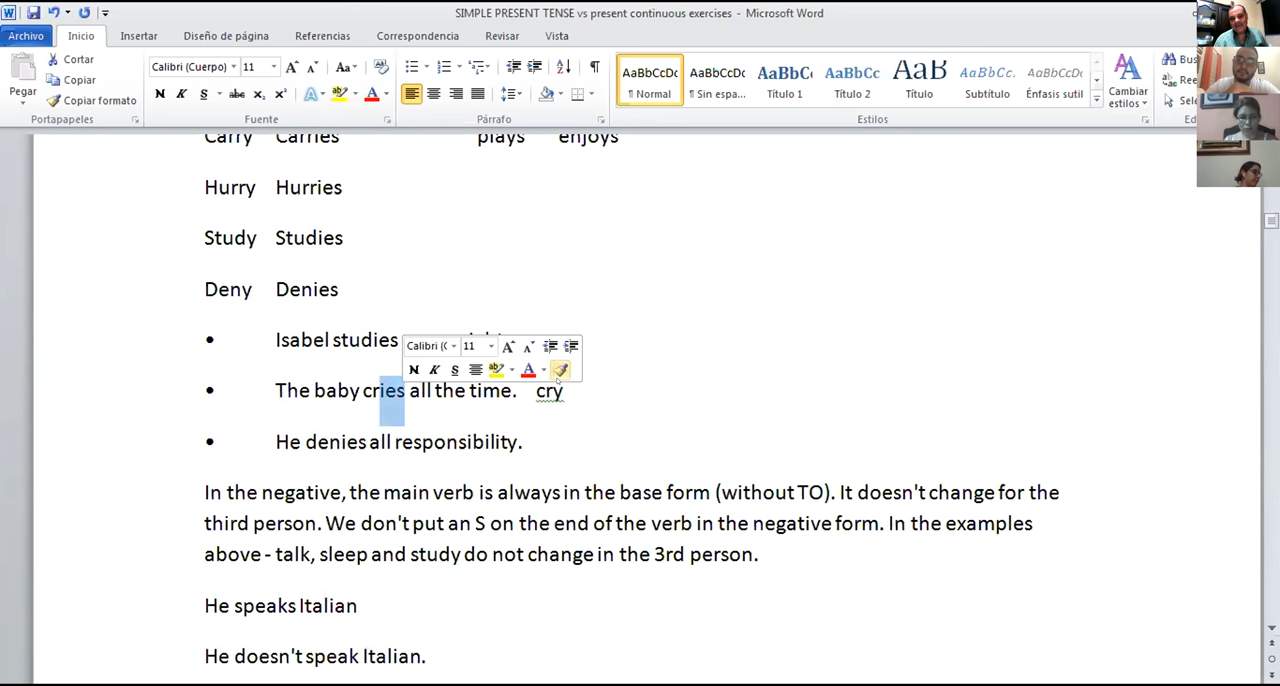 SIMPLE PRESENT TENSE vs present continuous exercises - Microsoft Word
Archivo Inicio Insertar Diseño de página Referencias Correspondencia Revisar Vista
Pegar
Cortar
Copiar
Copiar formato
Portapapeles
Calibri (Cuerpo) 11
Fuente
Párrafo
AaBbCcDc AaBbCcDc AaBbC AaBbCc AaB AaBbCc. AaBbCcDc
¶ Normal ¶ Sin espa... Título 1 Título 2 Título Subtítulo Énfasis sutil
Cambiar estilos
Estilos
Carry Carries plays enjoys
Hurry Hurries
Study Studies
Deny Denies
• Isabel studies
Calibri (C 11
• The baby cries all the time. cry
• He denies all responsibility.
In the negative, the main verb is always in the base form (without TO). It doesn't change for the
third person. We don't put an S on the end of the verb in the negative form. In the examples
above - talk, sleep and study do not change in the 3rd person.
He speaks Italian
He doesn't speak Italian.